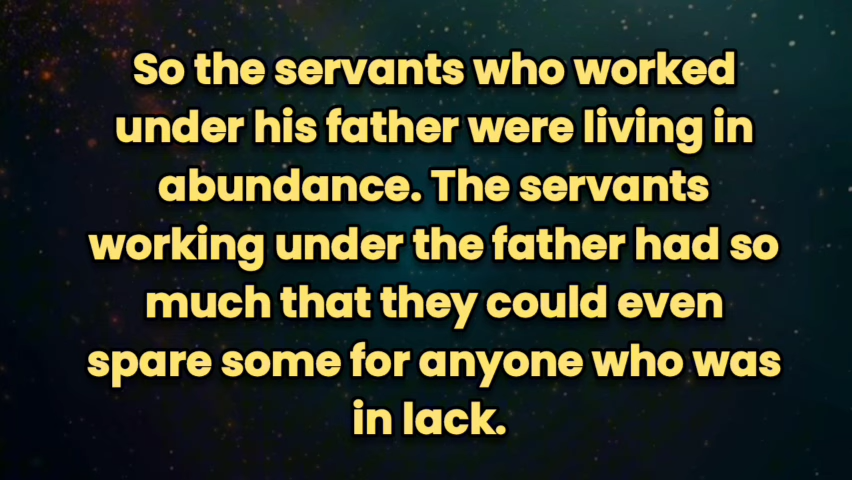 So the servants who worked
under his father were living in
abundance. The servants
working under the father had so
much that they could even
spare some for anyone who was
in lack.